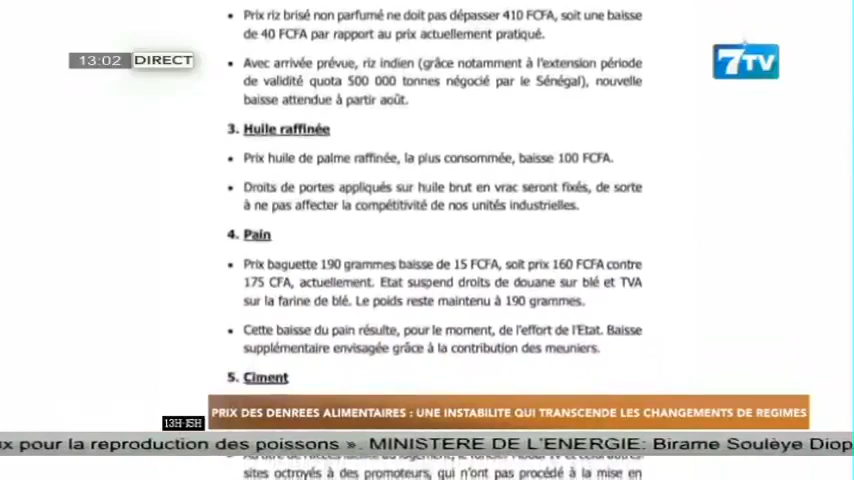 • Prix riz brisé non parfumé ne doit pas dépasser 410 FCFA, soit une baisse
de 40 FCFA par rapport au prix actuellement pratiqué.
13:02 DIRECT
7TV
• Avec arrivée prévue, riz indien (grâce notamment à l'extension période
de validité quota 500 000 tonnes négocié par le Sénégal), nouvelle
baisse attendue à partir août.
3. Huile raffinée
• Prix huile de palme raffinée, la plus consommée, baisse 100 FCFA.
• Droits de portes appliqués sur huile brut en vrac seront fixés, de sorte
à ne pas affecter la compétitivité de nos unités industrielles.
4. Pain
• Prix baguette 190 grammes baisse de 15 FCFA, soit prix 160 FCFA contre
175 CFA, actuellement. Etat suspend droits de douane sur blé et TVA
sur la farine de blé. Le poids reste maintenu à 190 grammes.
• Cette baisse du pain résulte, pour le moment, de l'effort de l'Etat. Baisse
supplémentaire envisagée grâce à la contribution des meuniers.
5. Ciment
PRIX DES DENREES ALIMENTAIRES : UNE INSTABILITE QUI TRANSCENDE LES CHANGEMENTS DE REGIMES
13H-15H
x pour la reproduction des poissons ». MINISTERE DE L'ENERGIE: Birame Soulèye Diop
sites octroyés à des promoteurs, qui n'ont pas procédé à la mise en